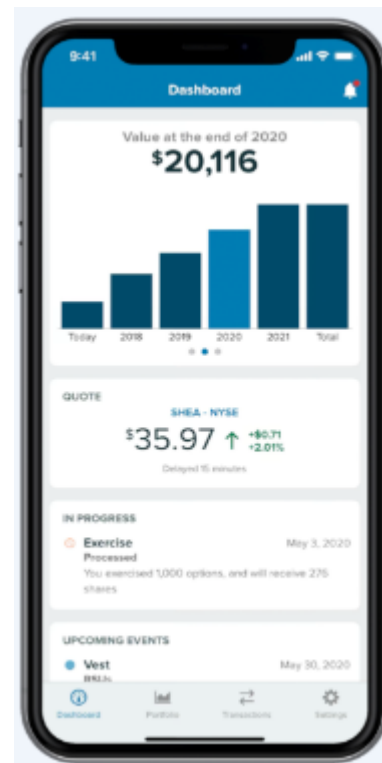 9:41
Dashboard
Value at the end of 2020
$20,116
Today 2018 2019 2020 2021 Total
QUOTE
SHEA · NYSE
$35.97 ↑ +$0.71
+2.01%
Delayed 15 minutes
IN PROGRESS
Exercise May 3, 2020
Processed
You exercised 1,000 options, and will receive 276
shares
UPCOMING EVENTS
Vest May 30, 2020
RSUs
Dashboard Portfolio Transactions Settings